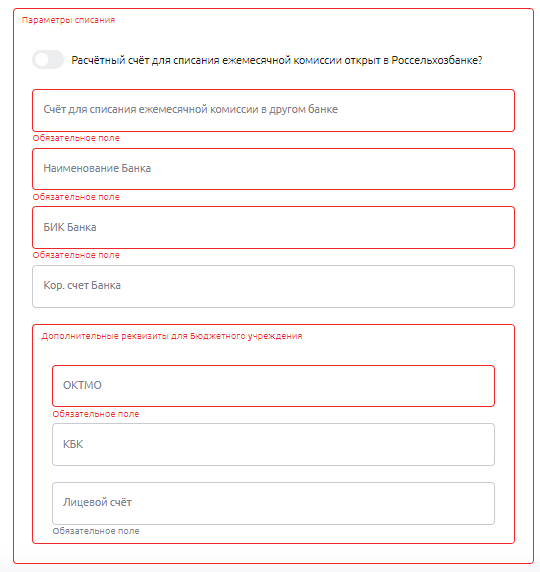 Параметры списания
Расчётный счёт для списания ежемесячной комиссии открыт в Россельхозбанке?
Счёт для списания ежемесячной комиссии в другом банке
Обязательное поле
Наименование Банка
Обязательное поле
БИК Банка
Обязательное поле
Кор. счет Банка
Дополнительные реквизиты для Бюджетного учреждения
ОКТМО
Обязательное поле
КБК
Лицевой счёт
Обязательное поле